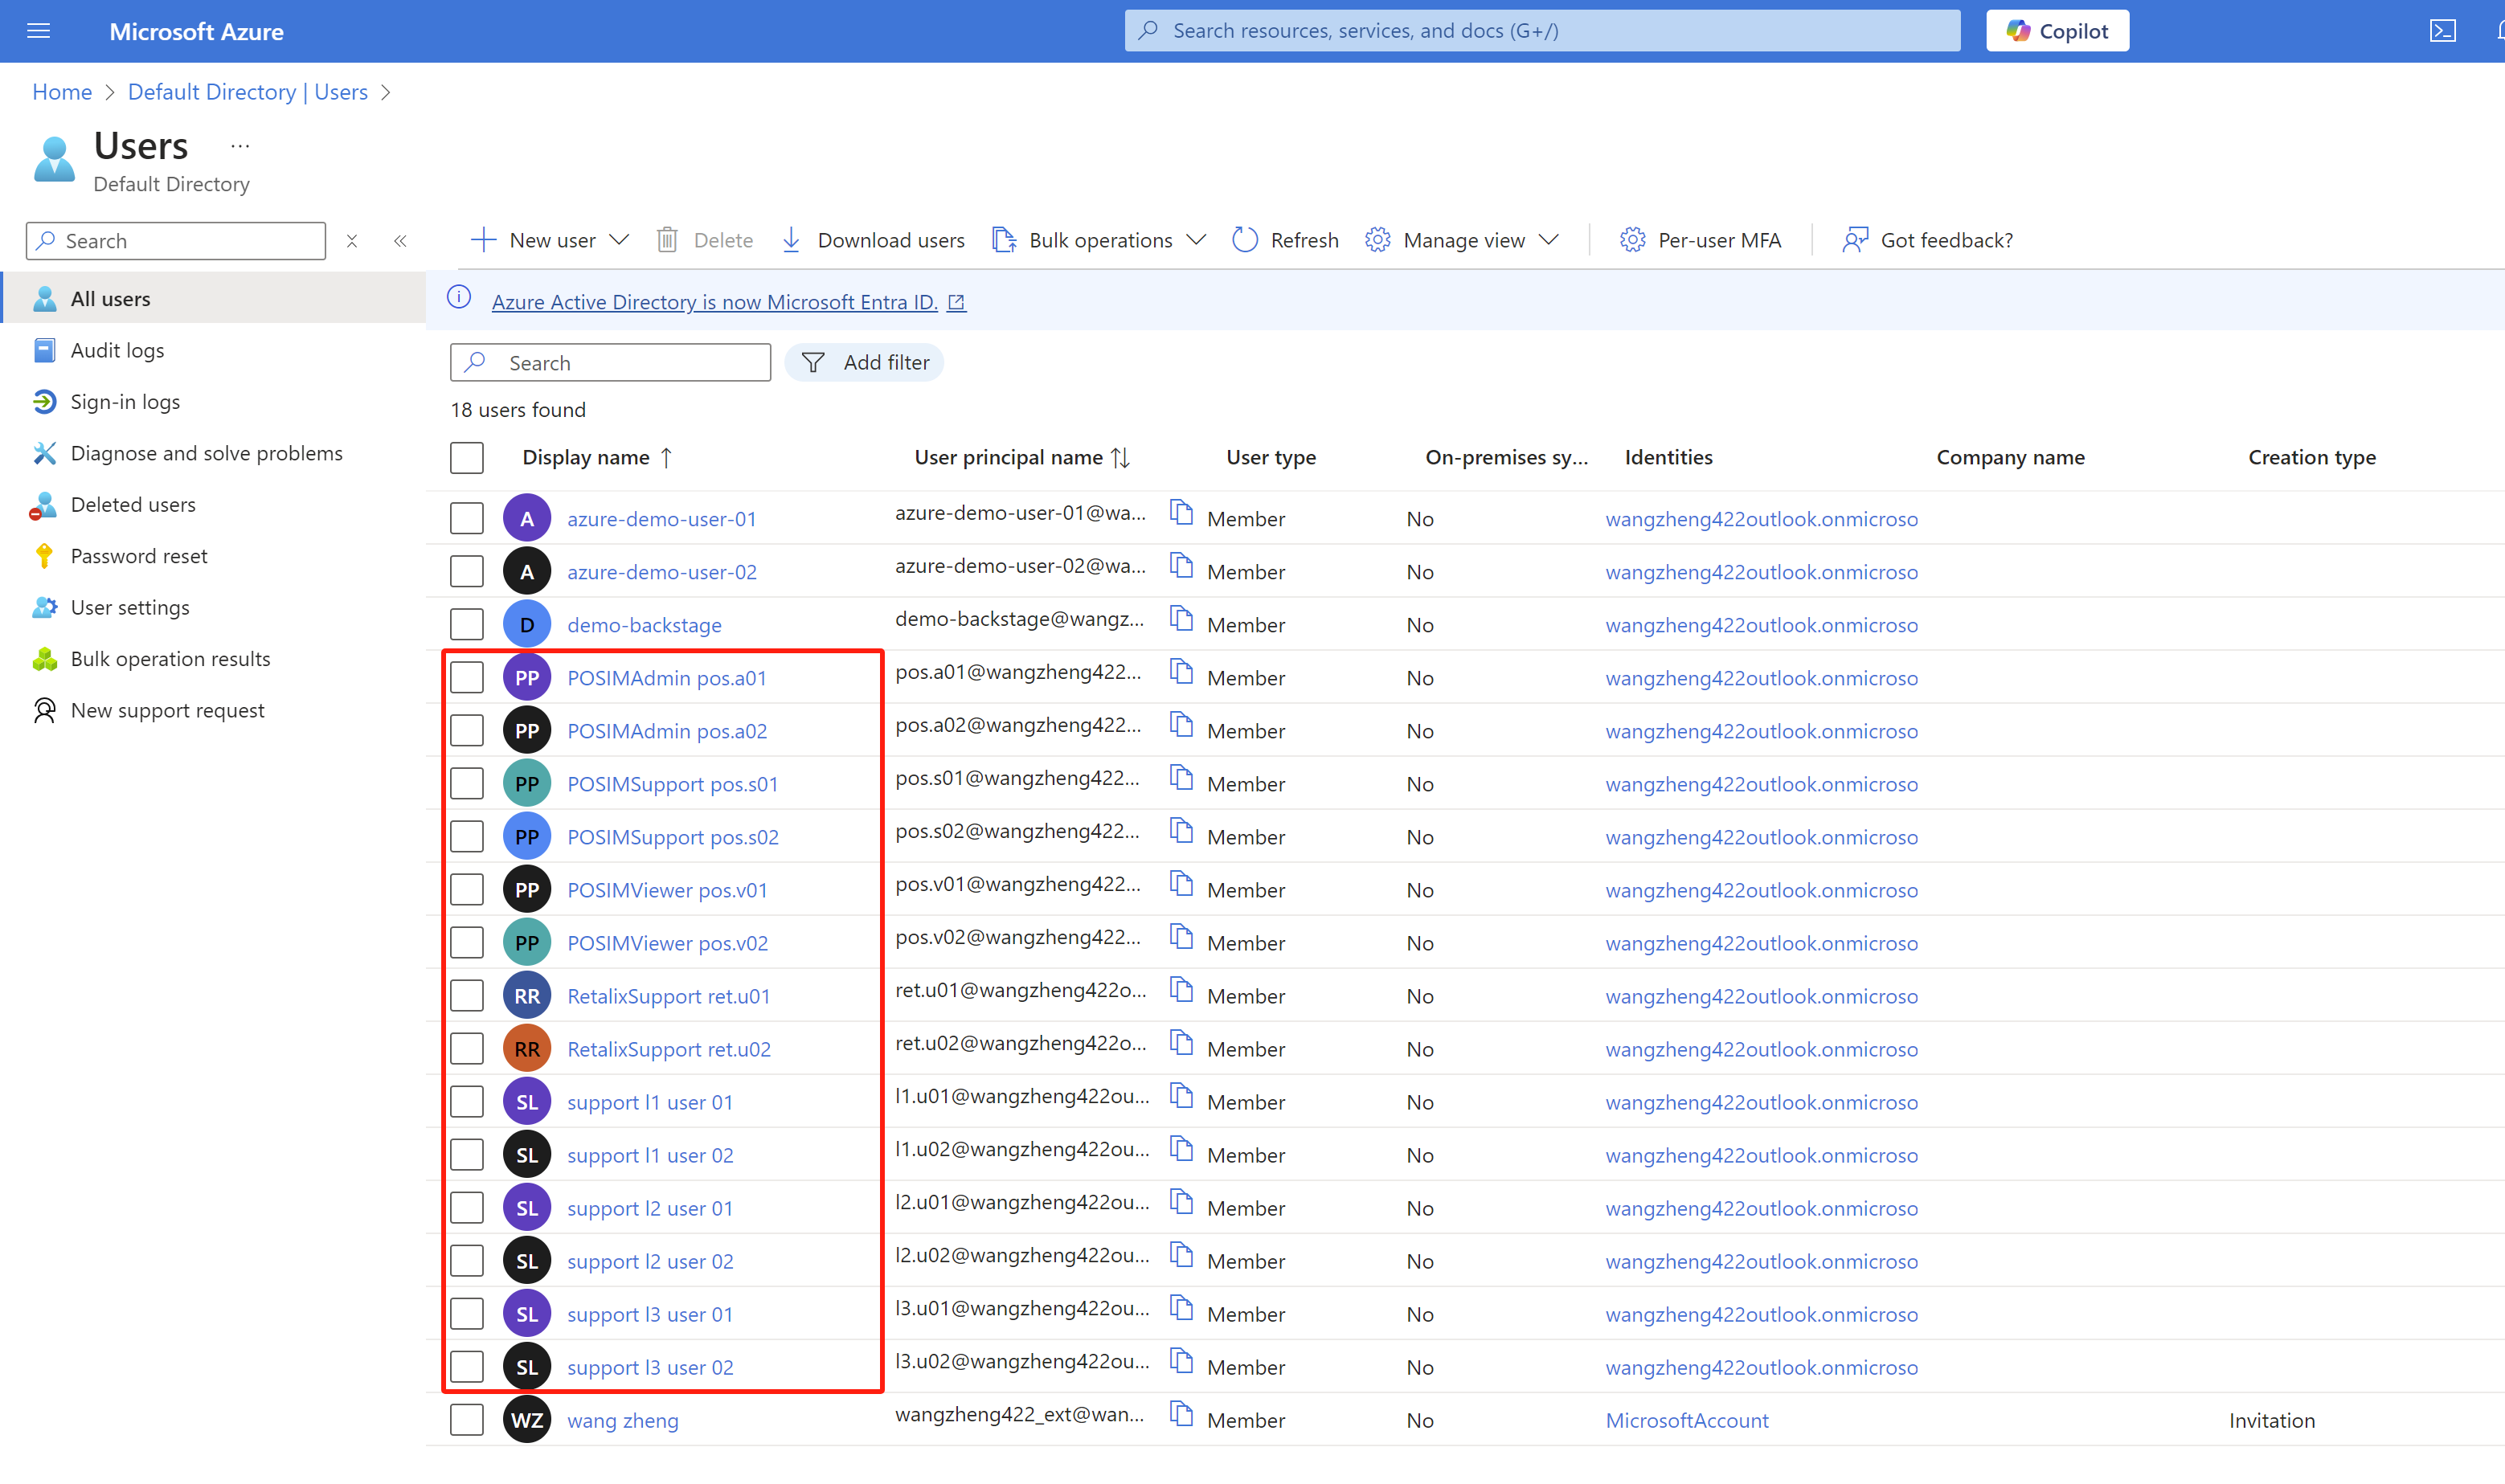 Microsoft Azure
Search resources, services, and docs (G+/)
Copilot
Home > Default Directory | Users >
Users ...
Default Directory
Search
New user
Delete
Download users
Bulk operations
Refresh
Manage view
Per-user MFA
Got feedback?
All users
Audit logs
Sign-in logs
Diagnose and solve problems
Deleted users
Password reset
User settings
Bulk operation results
New support request
Azure Active Directory is now Microsoft Entra ID.
Search
Add filter
18 users found
Display name ↑ User principal name ↑↓ User type On-premises sy... Identities Company name Creation type
A azure-demo-user-01 azure-demo-user-01@wa... Member No wangzheng422outlook.onmicroso
A azure-demo-user-02 azure-demo-user-02@wa... Member No wangzheng422outlook.onmicroso
D demo-backstage demo-backstage@wangz... Member No wangzheng422outlook.onmicroso
PP POSIMAdmin pos.a01 pos.a01@wangzheng422... Member No wangzheng422outlook.onmicroso
PP POSIMAdmin pos.a02 pos.a02@wangzheng422... Member No wangzheng422outlook.onmicroso
PP POSIMSupport pos.s01 pos.s01@wangzheng422... Member No wangzheng422outlook.onmicroso
PP POSIMSupport pos.s02 pos.s02@wangzheng422... Member No wangzheng422outlook.onmicroso
PP POSIMViewer pos.v01 pos.v01@wangzheng422... Member No wangzheng422outlook.onmicroso
PP POSIMViewer pos.v02 pos.v02@wangzheng422... Member No wangzheng422outlook.onmicroso
RR RetalixSupport ret.u01 ret.u01@wangzheng422o... Member No wangzheng422outlook.onmicroso
RR RetalixSupport ret.u02 ret.u02@wangzheng422o... Member No wangzheng422outlook.onmicroso
SL support l1 user 01 l1.u01@wangzheng422ou... Member No wangzheng422outlook.onmicroso
SL support l1 user 02 l1.u02@wangzheng422ou... Member No wangzheng422outlook.onmicroso
SL support l2 user 01 l2.u01@wangzheng422ou... Member No wangzheng422outlook.onmicroso
SL support l2 user 02 l2.u02@wangzheng422ou... Member No wangzheng422outlook.onmicroso
SL support l3 user 01 l3.u01@wangzheng422ou... Member No wangzheng422outlook.onmicroso
SL support l3 user 02 l3.u02@wangzheng422ou... Member No wangzheng422outlook.onmicroso
WZ wang zheng wangzheng422_ext@wan... Member No MicrosoftAccount Invitation